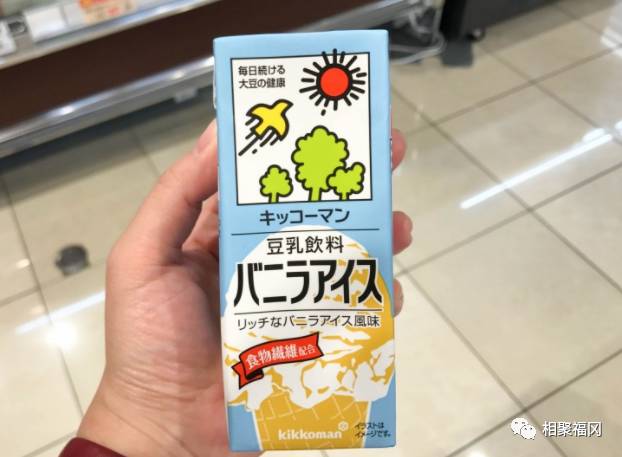 毎日続ける
大豆の健康
キッコーマン
豆乳飲料
バニラアイス
リッチなバニラアイス風味
食物繊維配合
イラストは
イメージです。
kikkoman
相聚福冈